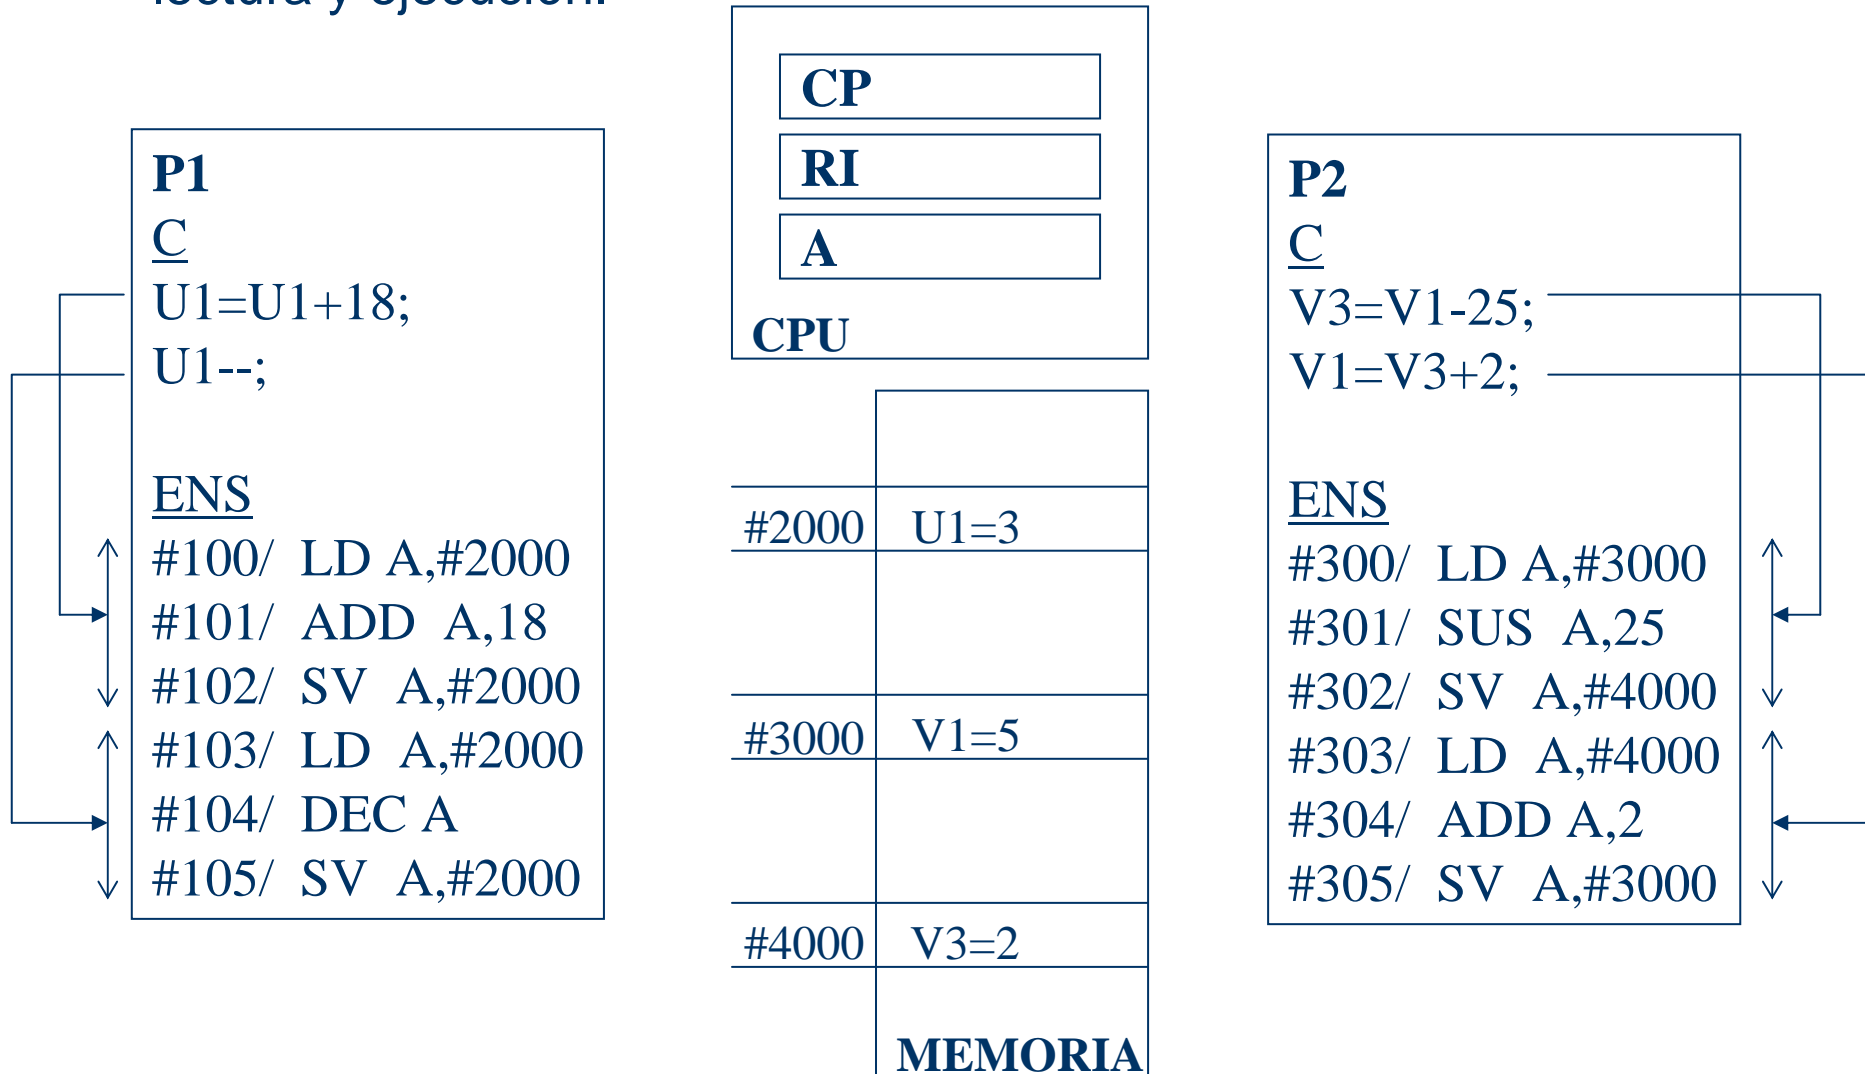 lectura y ejecución.
P1
C
U1=U1+18;
U1--;
ENS
#100/ LD A,#2000
#101/ ADD A,18
#102/ SV A,#2000
#103/ LD A,#2000
#104/ DEC A
#105/ SV A,#2000
CP
RI
A
CPU
#2000 U1=3
#3000 V1=5
#4000 V3=2
MEMORIA
P2
C
V3=V1-25;
V1=V3+2;
ENS
#300/ LD A,#3000
#301/ SUS A,25
#302/ SV A,#4000
#303/ LD A,#4000
#304/ ADD A,2
#305/ SV A,#3000